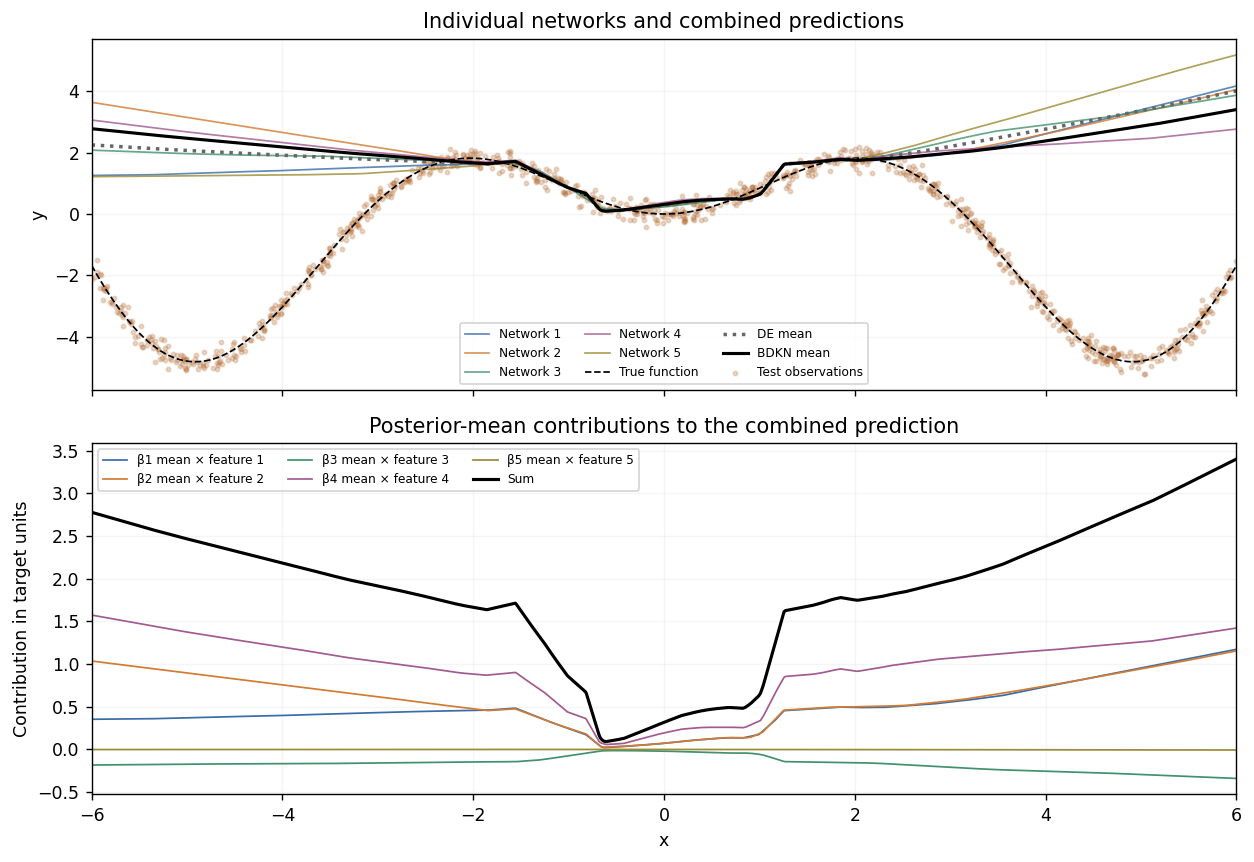 Individual networks and combined predictions
y
4
2
0
−2
−4
Network 1
Network 2
Network 3
Network 4
Network 5
True function
DE mean
BDKN mean
Test observations
Posterior-mean contributions to the combined prediction
Contribution in target units
3.5
3.0
2.5
2.0
1.5
1.0
0.5
0.0
−0.5
β1 mean × feature 1
β2 mean × feature 2
β3 mean × feature 3
β4 mean × feature 4
β5 mean × feature 5
Sum
−6
−4
−2
0
2
4
6
x